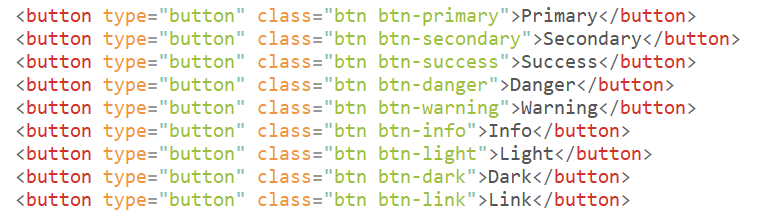 <button type="button" class="btn btn-primary">Primary</button>
<button type="button" class="btn btn-secondary">Secondary</button>
<button type="button" class="btn btn-success">Success</button>
<button type="button" class="btn btn-danger">Danger</button>
<button type="button" class="btn btn-warning">Warning</button>
<button type="button" class="btn btn-info">Info</button>
<button type="button" class="btn btn-light">Light</button>
<button type="button" class="btn btn-dark">Dark</button>
<button type="button" class="btn btn-link">Link</button>